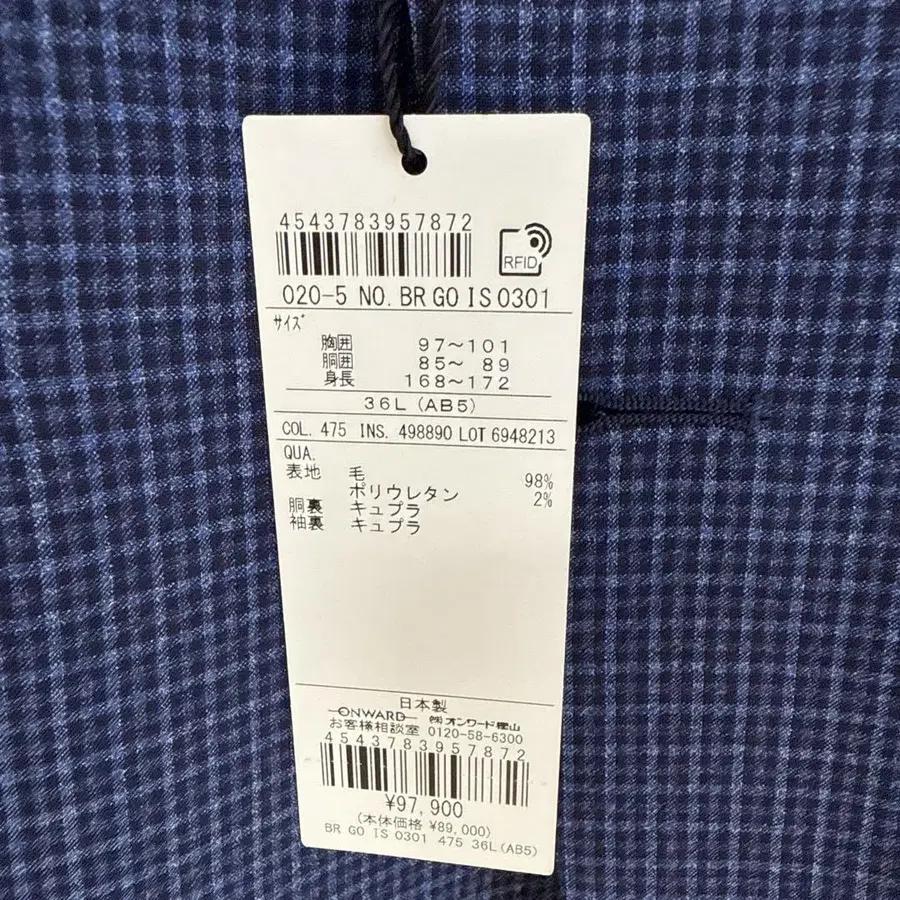 4543783957872
RFID
020-5 NO. BR GO IS 0301
ｻｲｽﾞ
胸囲 97～101
胴囲 85～ 89
身長 168～172
36L (AB5)
COL. 475 INS. 498890 LOT 6948213
QUA.
表地 毛 98%
ポリウレタン 2%
胴裏 キュプラ
袖裏 キュプラ
日本製
ONWARD ㈱オンワード樫山
お客様相談室 0120-58-6300
4543783957872
¥97,900
(本体価格 ¥89,000)
BR GO IS 0301 475 36L(AB5)